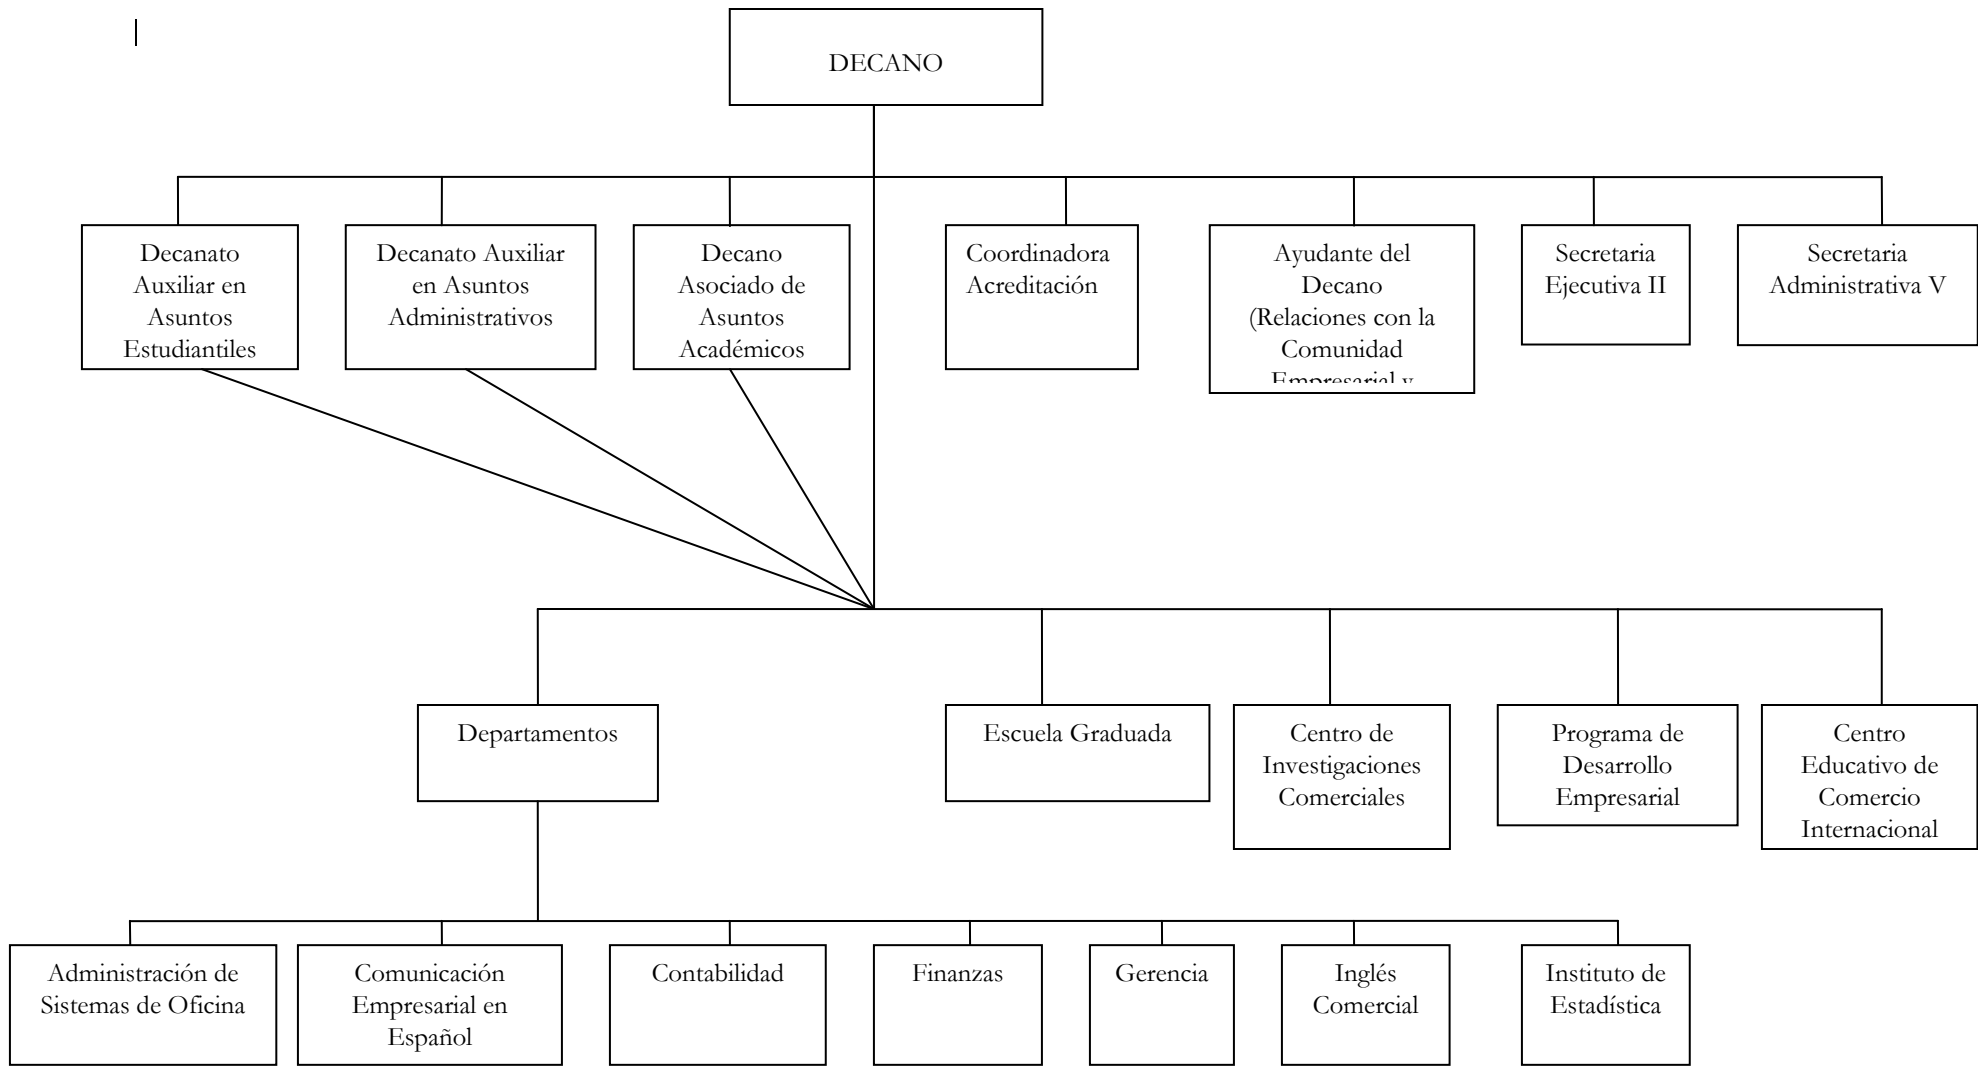 DECANO
Decanato
Auxiliar en
Asuntos
Estudiantiles
Decanato Auxiliar
en Asuntos
Administrativos
Decano
Asociado de
Asuntos
Académicos
Coordinadora
Acreditación
Ayudante del
Decano
(Relaciones con la
Comunidad
Empresarial y
Secretaria
Ejecutiva II
Secretaria
Administrativa V
Departamentos
Escuela Graduada
Centro de
Investigaciones
Comerciales
Programa de
Desarrollo
Empresarial
Centro
Educativo de
Comercio
Internacional
Administración de
Sistemas de Oficina
Comunicación
Empresarial en
Español
Contabilidad
Finanzas
Gerencia
Inglés
Comercial
Instituto de
Estadística